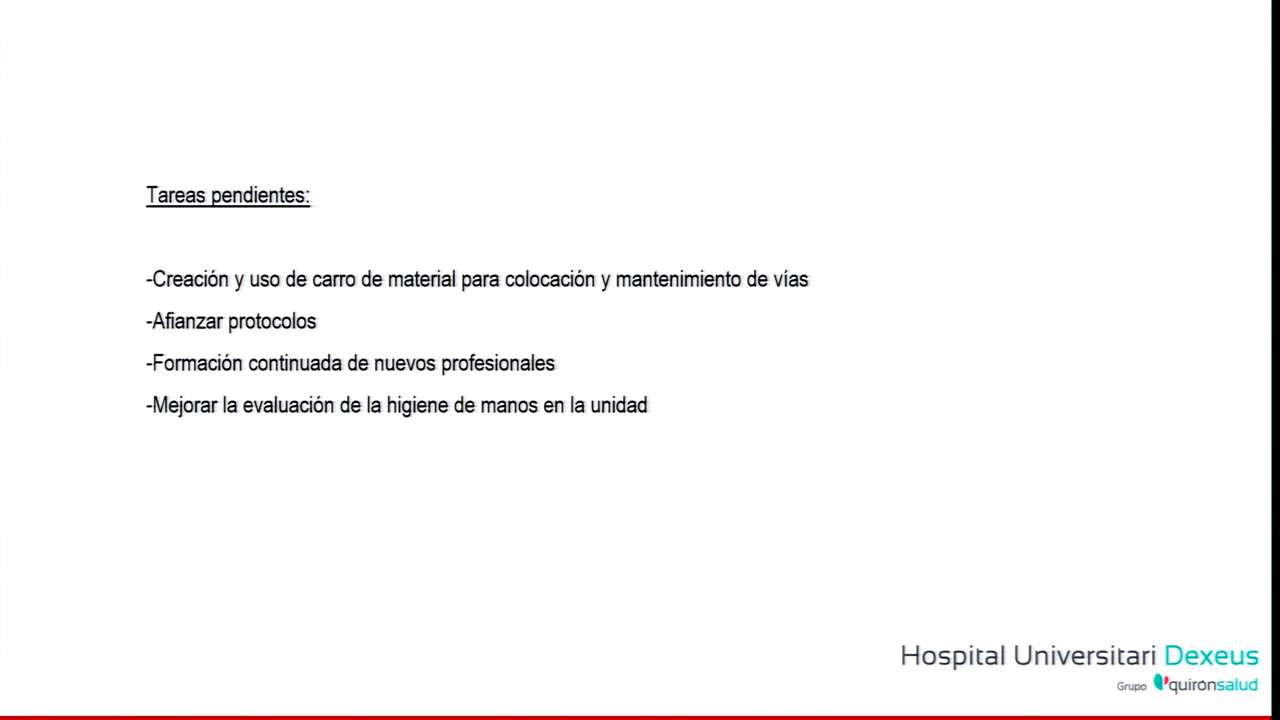 Tareas pendientes:
-Creación y uso de carro de material para colocación y mantenimiento de vías
-Afianzar protocolos
-Formación continuada de nuevos profesionales
-Mejorar la evaluación de la higiene de manos en la unidad
Hospital Universitari Dexeus
Grupo quirónsalud